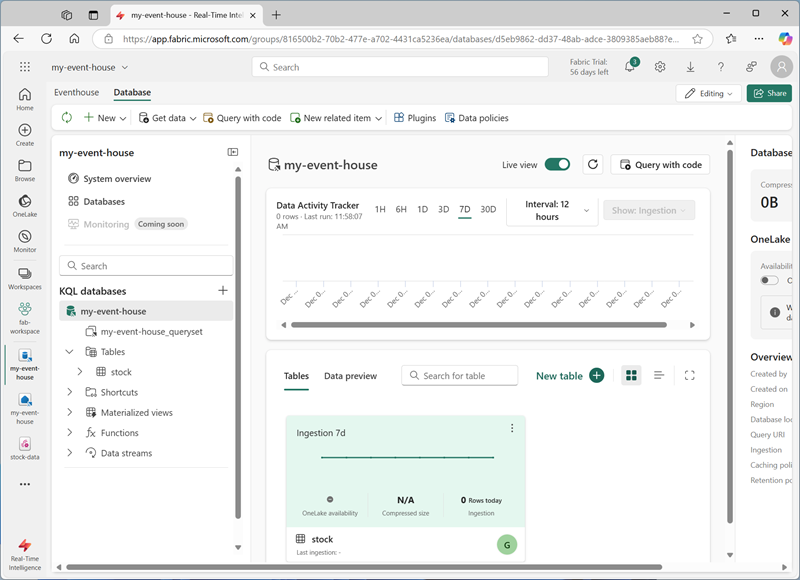 my-event-house - Real-Time Intel
https://app.fabric.microsoft.com/groups/816500b2-70b2-477e-a702-4431ca5236ea/databases/d5eb9862-dd37-48ab-adce-3809385aeb88?e...
my-event-house
Search
Fabric Trial:
56 days left
3
Eventhouse
Database
Editing
Share
New
Get data
Query with code
New related item
Plugins
Data policies
Home
Create
Browse
OneLake
Monitor
Workspaces
fab-
workspace
my-event-
house
my-event-
house
stock-data
Real-Time
Intelligence
my-event-house
System overview
Databases
Monitoring
Coming soon
Search
KQL databases
my-event-house
my-event-house_queryset
Tables
stock
Shortcuts
Materialized views
Functions
Data streams
my-event-house
Live view
Query with code
Data Activity Tracker
0 rows - Last run: 11:58:07
AM
1H 6H 1D 3D 7D 30D
Interval: 12
hours
Show: Ingestion
Dec ... Dec 0... Dec 0... Dec 0... Dec 0... Dec 0... Dec 0... Dec 0... Dec 0... Dec 0... Dec 0... Dec 0... Dec 0... Dec 0... Dec 0...
Tables
Data preview
Search for table
New table
Ingestion 7d
OneLake availability
N/A
Compressed size
0 Rows today
Ingestion
stock
Last ingestion: -
G
Database
Compress
0B
OneLake
Availabili
Overview
Created by
Created on
Region
Database loc
Query URI
Ingestion
Caching poli
Retention po